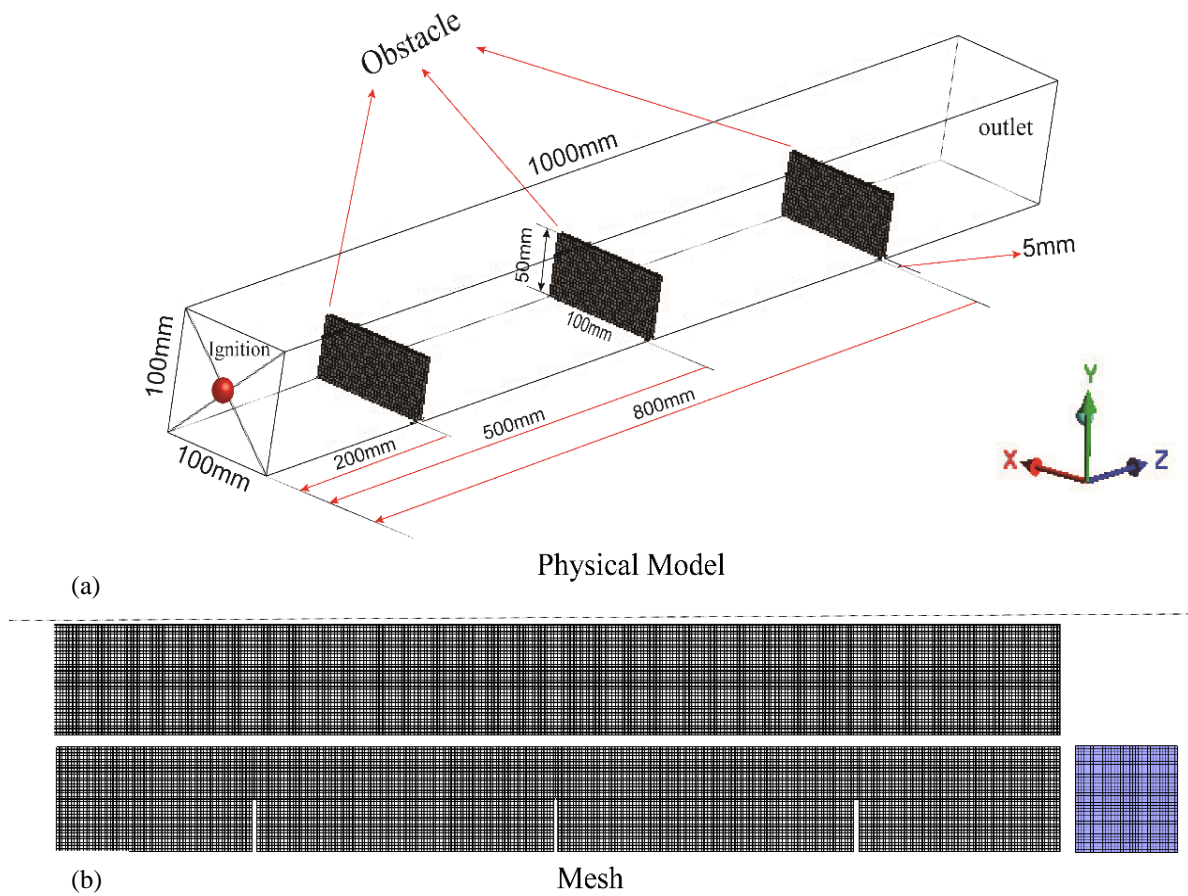 Obstacle
1000mm
outlet
50mm
5mm
100mm
100mm
Ignition
100mm
200mm
500mm
800mm
Y
X
Z
Physical Model
(a)
(b)
Mesh